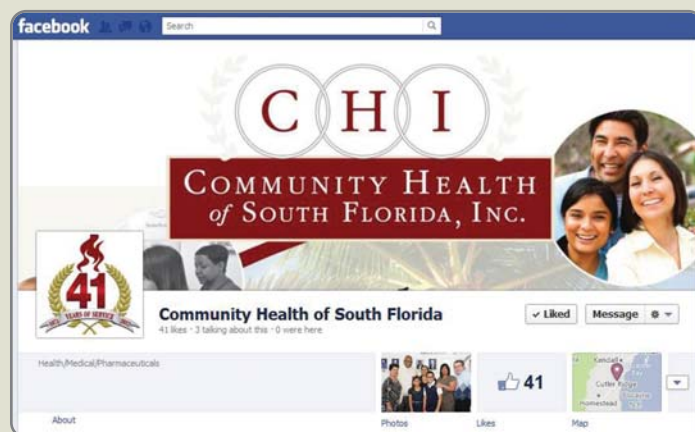 facebook
Search
C H I
COMMUNITY HEALTH
of SOUTH FLORIDA, INC.
41
YEARS OF SERVICE
Community Health of South Florida
41 likes · 3 talking about this · 0 were here
Liked
Message
Health/Medical/Pharmaceuticals
41
Kendall
Cutler Ridge
Homestead
About
Photos
Likes
Map